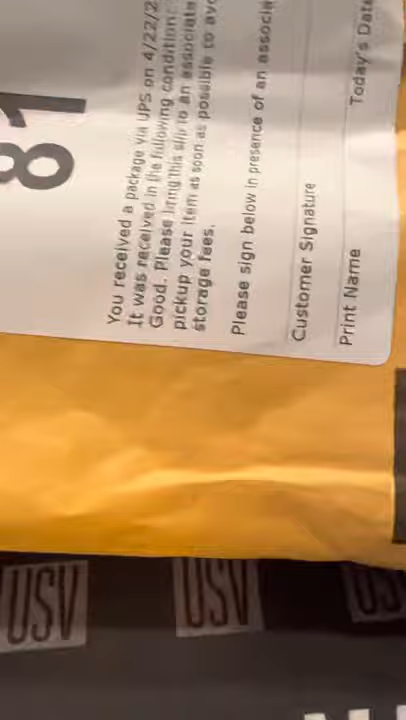 81
You received a package via UPS on 4/22/2
It was received in the following condition:
Good. Please bring this slip to an associate
pickup your item as soon as possible to avo
storage fees.
Please sign below in presence of an associa
Customer Signature
Print Name
Today's Date
USV
USV
US